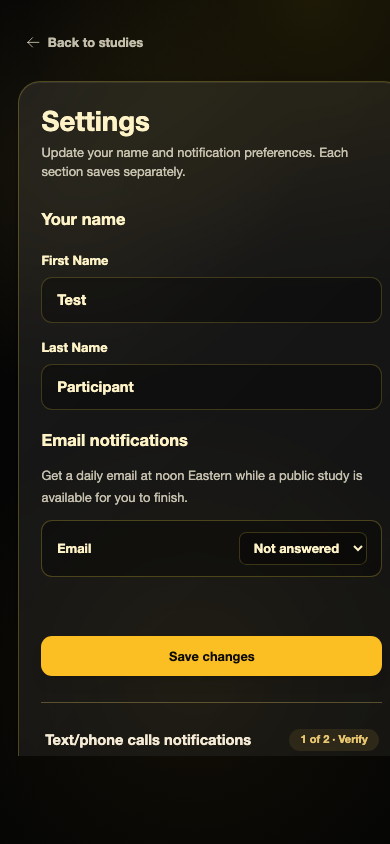 ← Back to studies
Settings
Update your name and notification preferences. Each
section saves separately.
Your name
First Name
Test
Last Name
Participant
Email notifications
Get a daily email at noon Eastern while a public study is
available for you to finish.
Email
Not answered
Save changes
Text/phone calls notifications
1 of 2 · Verify